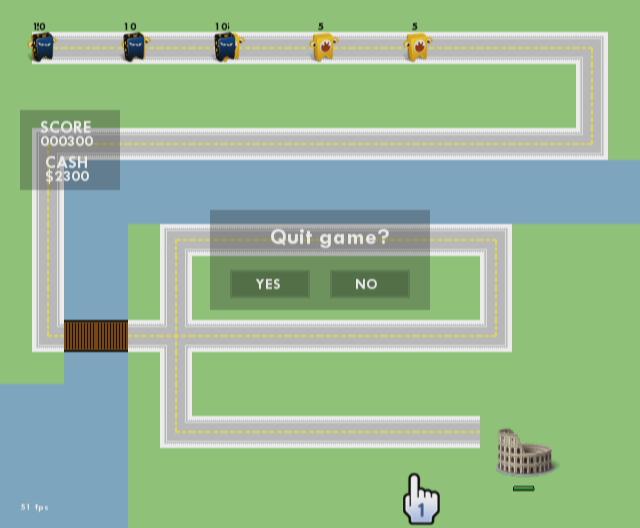 10 10 10 5 5
SCORE
000300
CASH
$2300
Quit game?
YES NO
1
51 fps